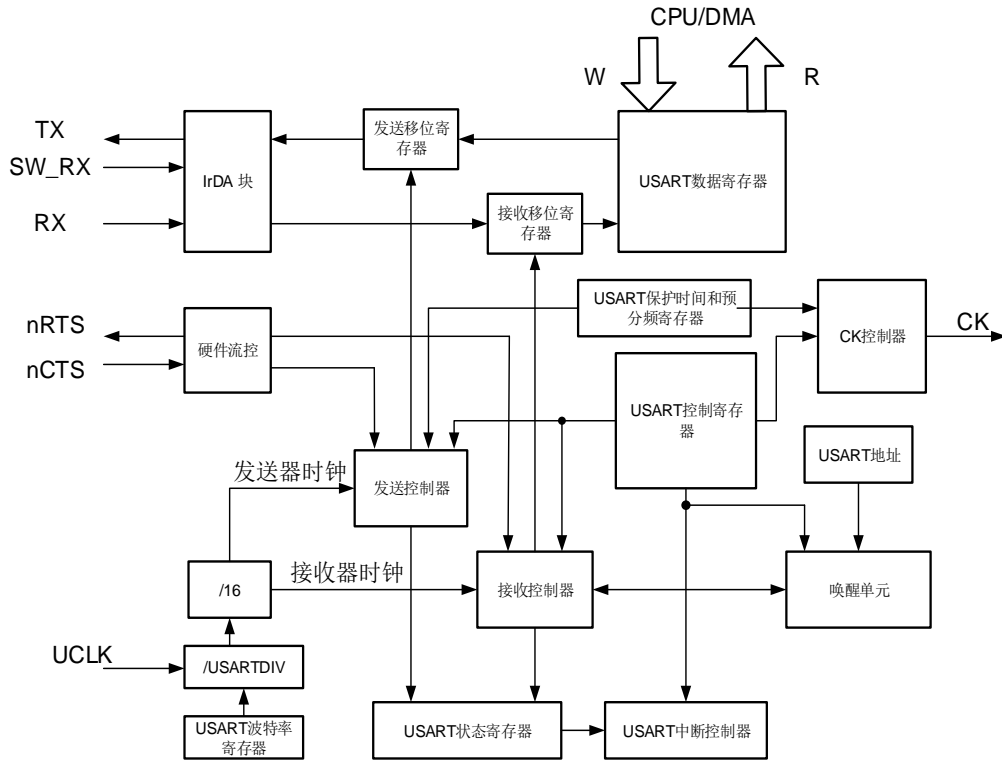 CPU/DMA
W
R
TX
SW_RX
RX
IrDA 块
发送移位寄
存器
接收移位寄
存器
USART数据寄存器
nRTS
nCTS
硬件流控
USART保护时间和预
分频寄存器
CK控制器
CK
USART控制寄存
器
USART地址
发送器时钟
发送控制器
接收器时钟
/16
接收控制器
唤醒单元
UCLK
/USARTDIV
USART波特率
寄存器
USART状态寄存器
USART中断控制器